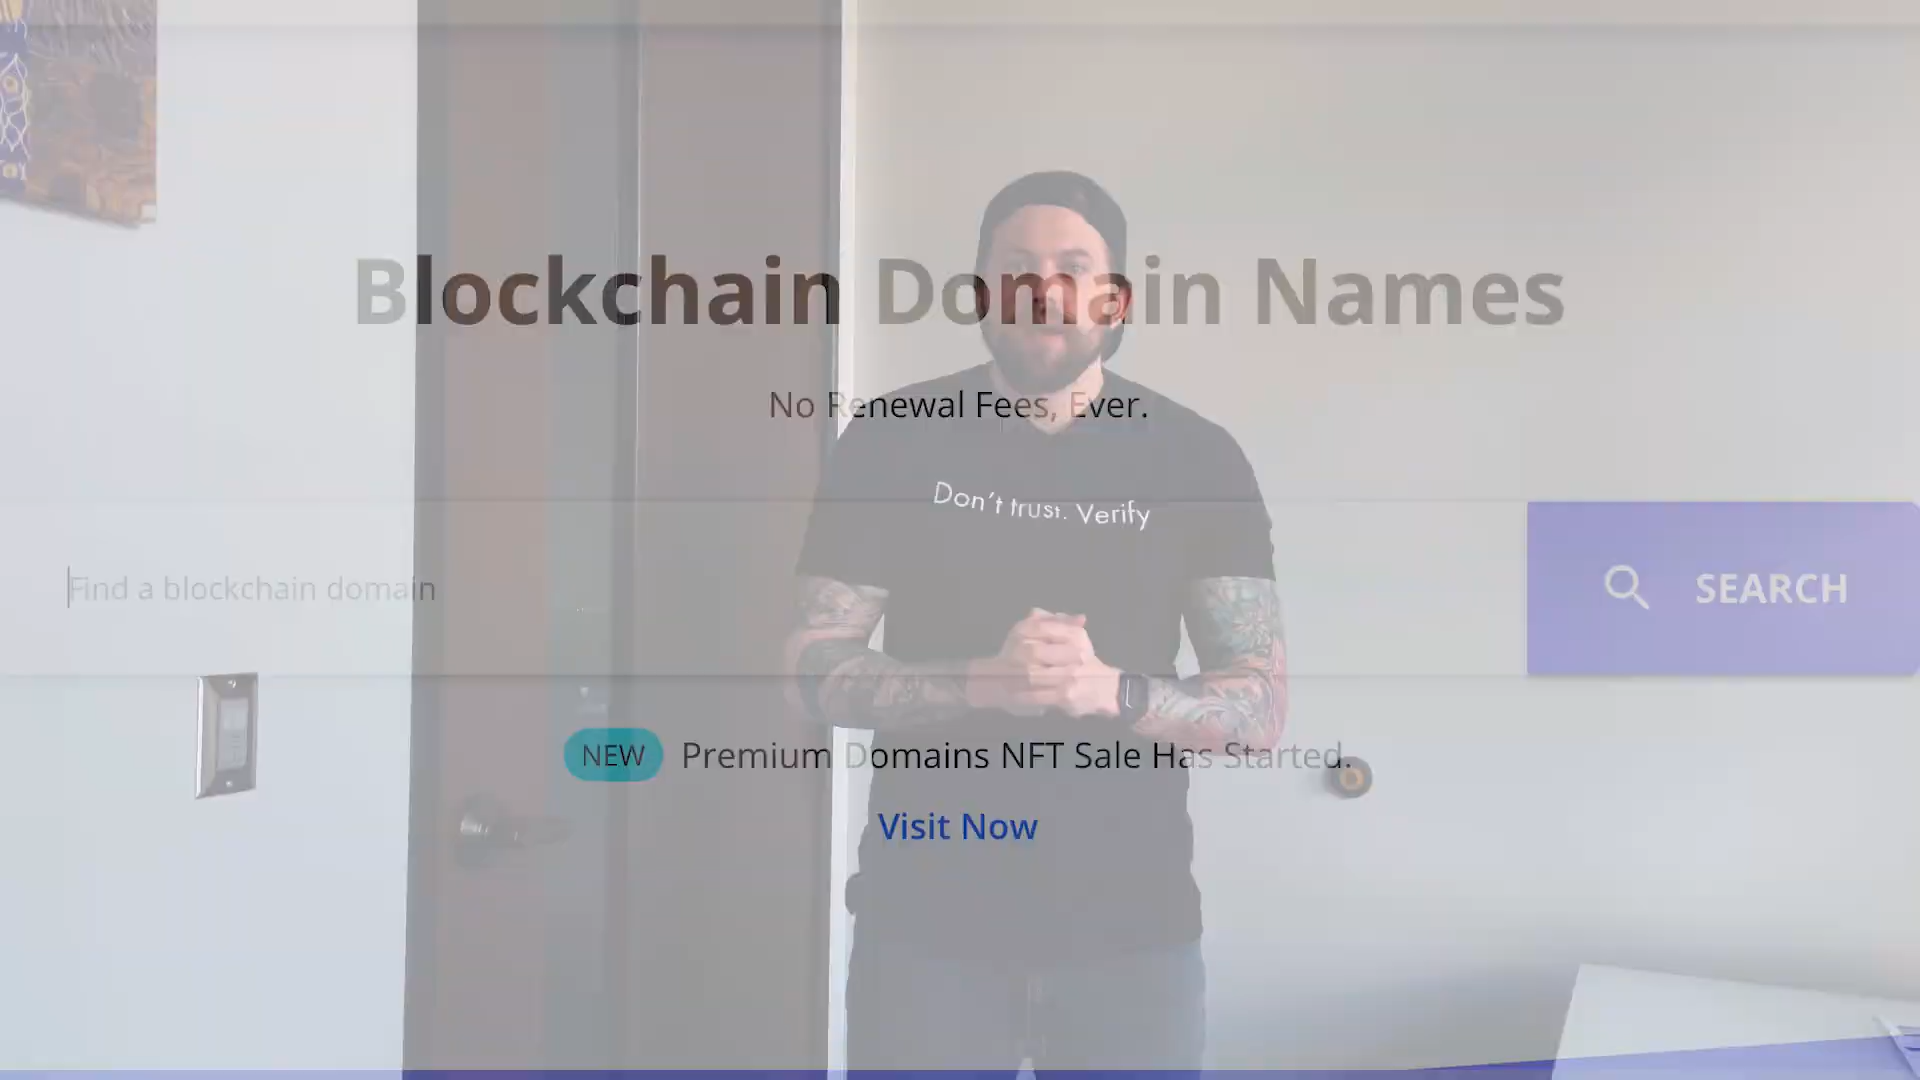 Blockchain Domain Names
No Renewal Fees, Ever.
Don't trust. Verify
Find a blockchain domain
SEARCH
NEW Premium Domains NFT Sale Has Started.
Visit Now